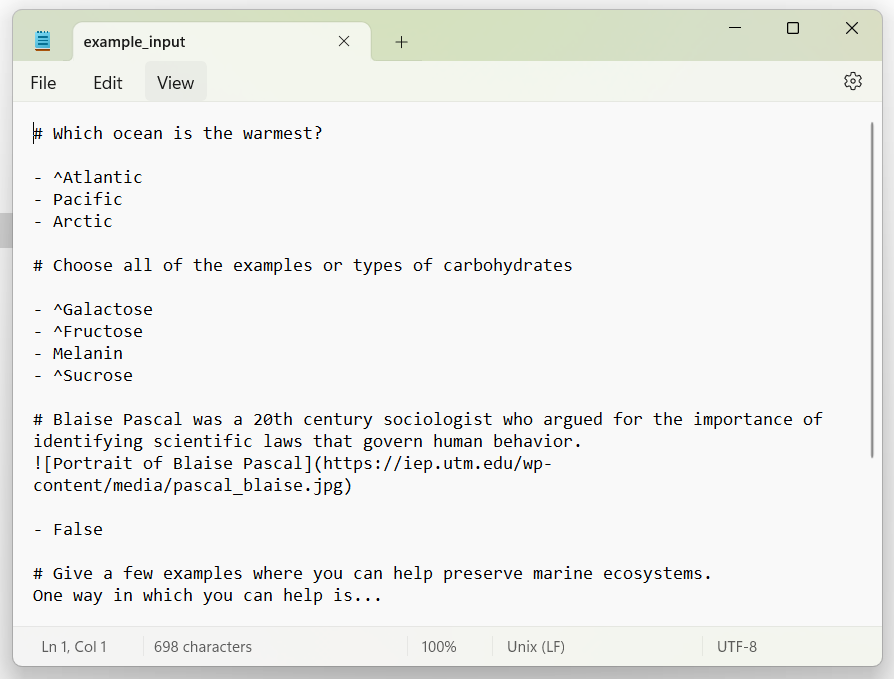 example_input
File Edit View
# Which ocean is the warmest?
- ^Atlantic
- Pacific
- Arctic
# Choose all of the examples or types of carbohydrates
- ^Galactose
- ^Fructose
- Melanin
- ^Sucrose
# Blaise Pascal was a 20th century sociologist who argued for the importance of
identifying scientific laws that govern human behavior.
![Portrait of Blaise Pascal](https://iep.utm.edu/wp-
content/media/pascal_blaise.jpg)
- False
# Give a few examples where you can help preserve marine ecosystems.
One way in which you can help is...
Ln 1, Col 1 698 characters 100% Unix (LF) UTF-8